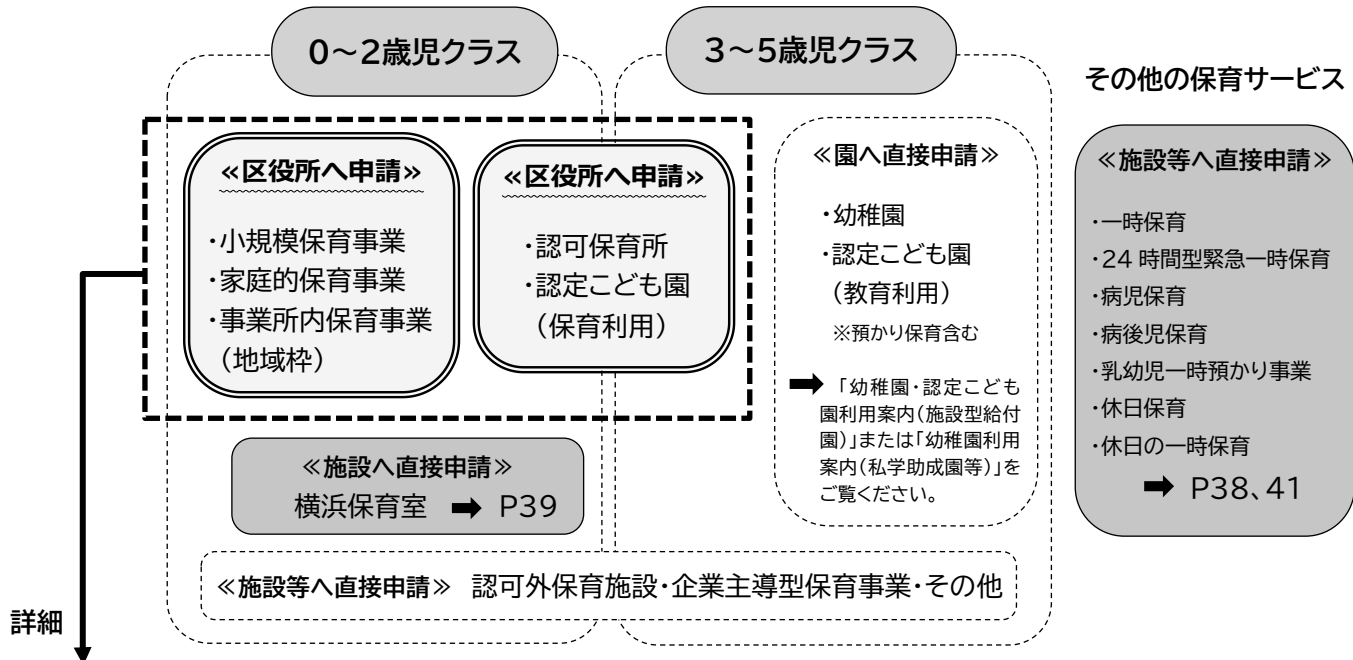 0～2歳児クラス
3～5歳児クラス
その他の保育サービス
≪区役所へ申請≫
・小規模保育事業
・家庭的保育事業
・事業所内保育事業
(地域枠)
≪区役所へ申請≫
・認可保育所
・認定こども園
(保育利用)
≪園へ直接申請≫
・幼稚園
・認定こども園
(教育利用)
※預かり保育含む
➡ 「幼稚園・認定こども
園利用案内(施設型給付
園)」または「幼稚園利用
案内(私学助成園等)」を
ご覧ください。
≪施設等へ直接申請≫
・一時保育
・24 時間型緊急一時保育
・病児保育
・病後児保育
・乳幼児一時預かり事業
・休日保育
・休日の一時保育
➡ P38、41
≪施設へ直接申請≫
横浜保育室 ➡ P39
≪施設等へ直接申請≫ 認可外保育施設・企業主導型保育事業・その他
詳細